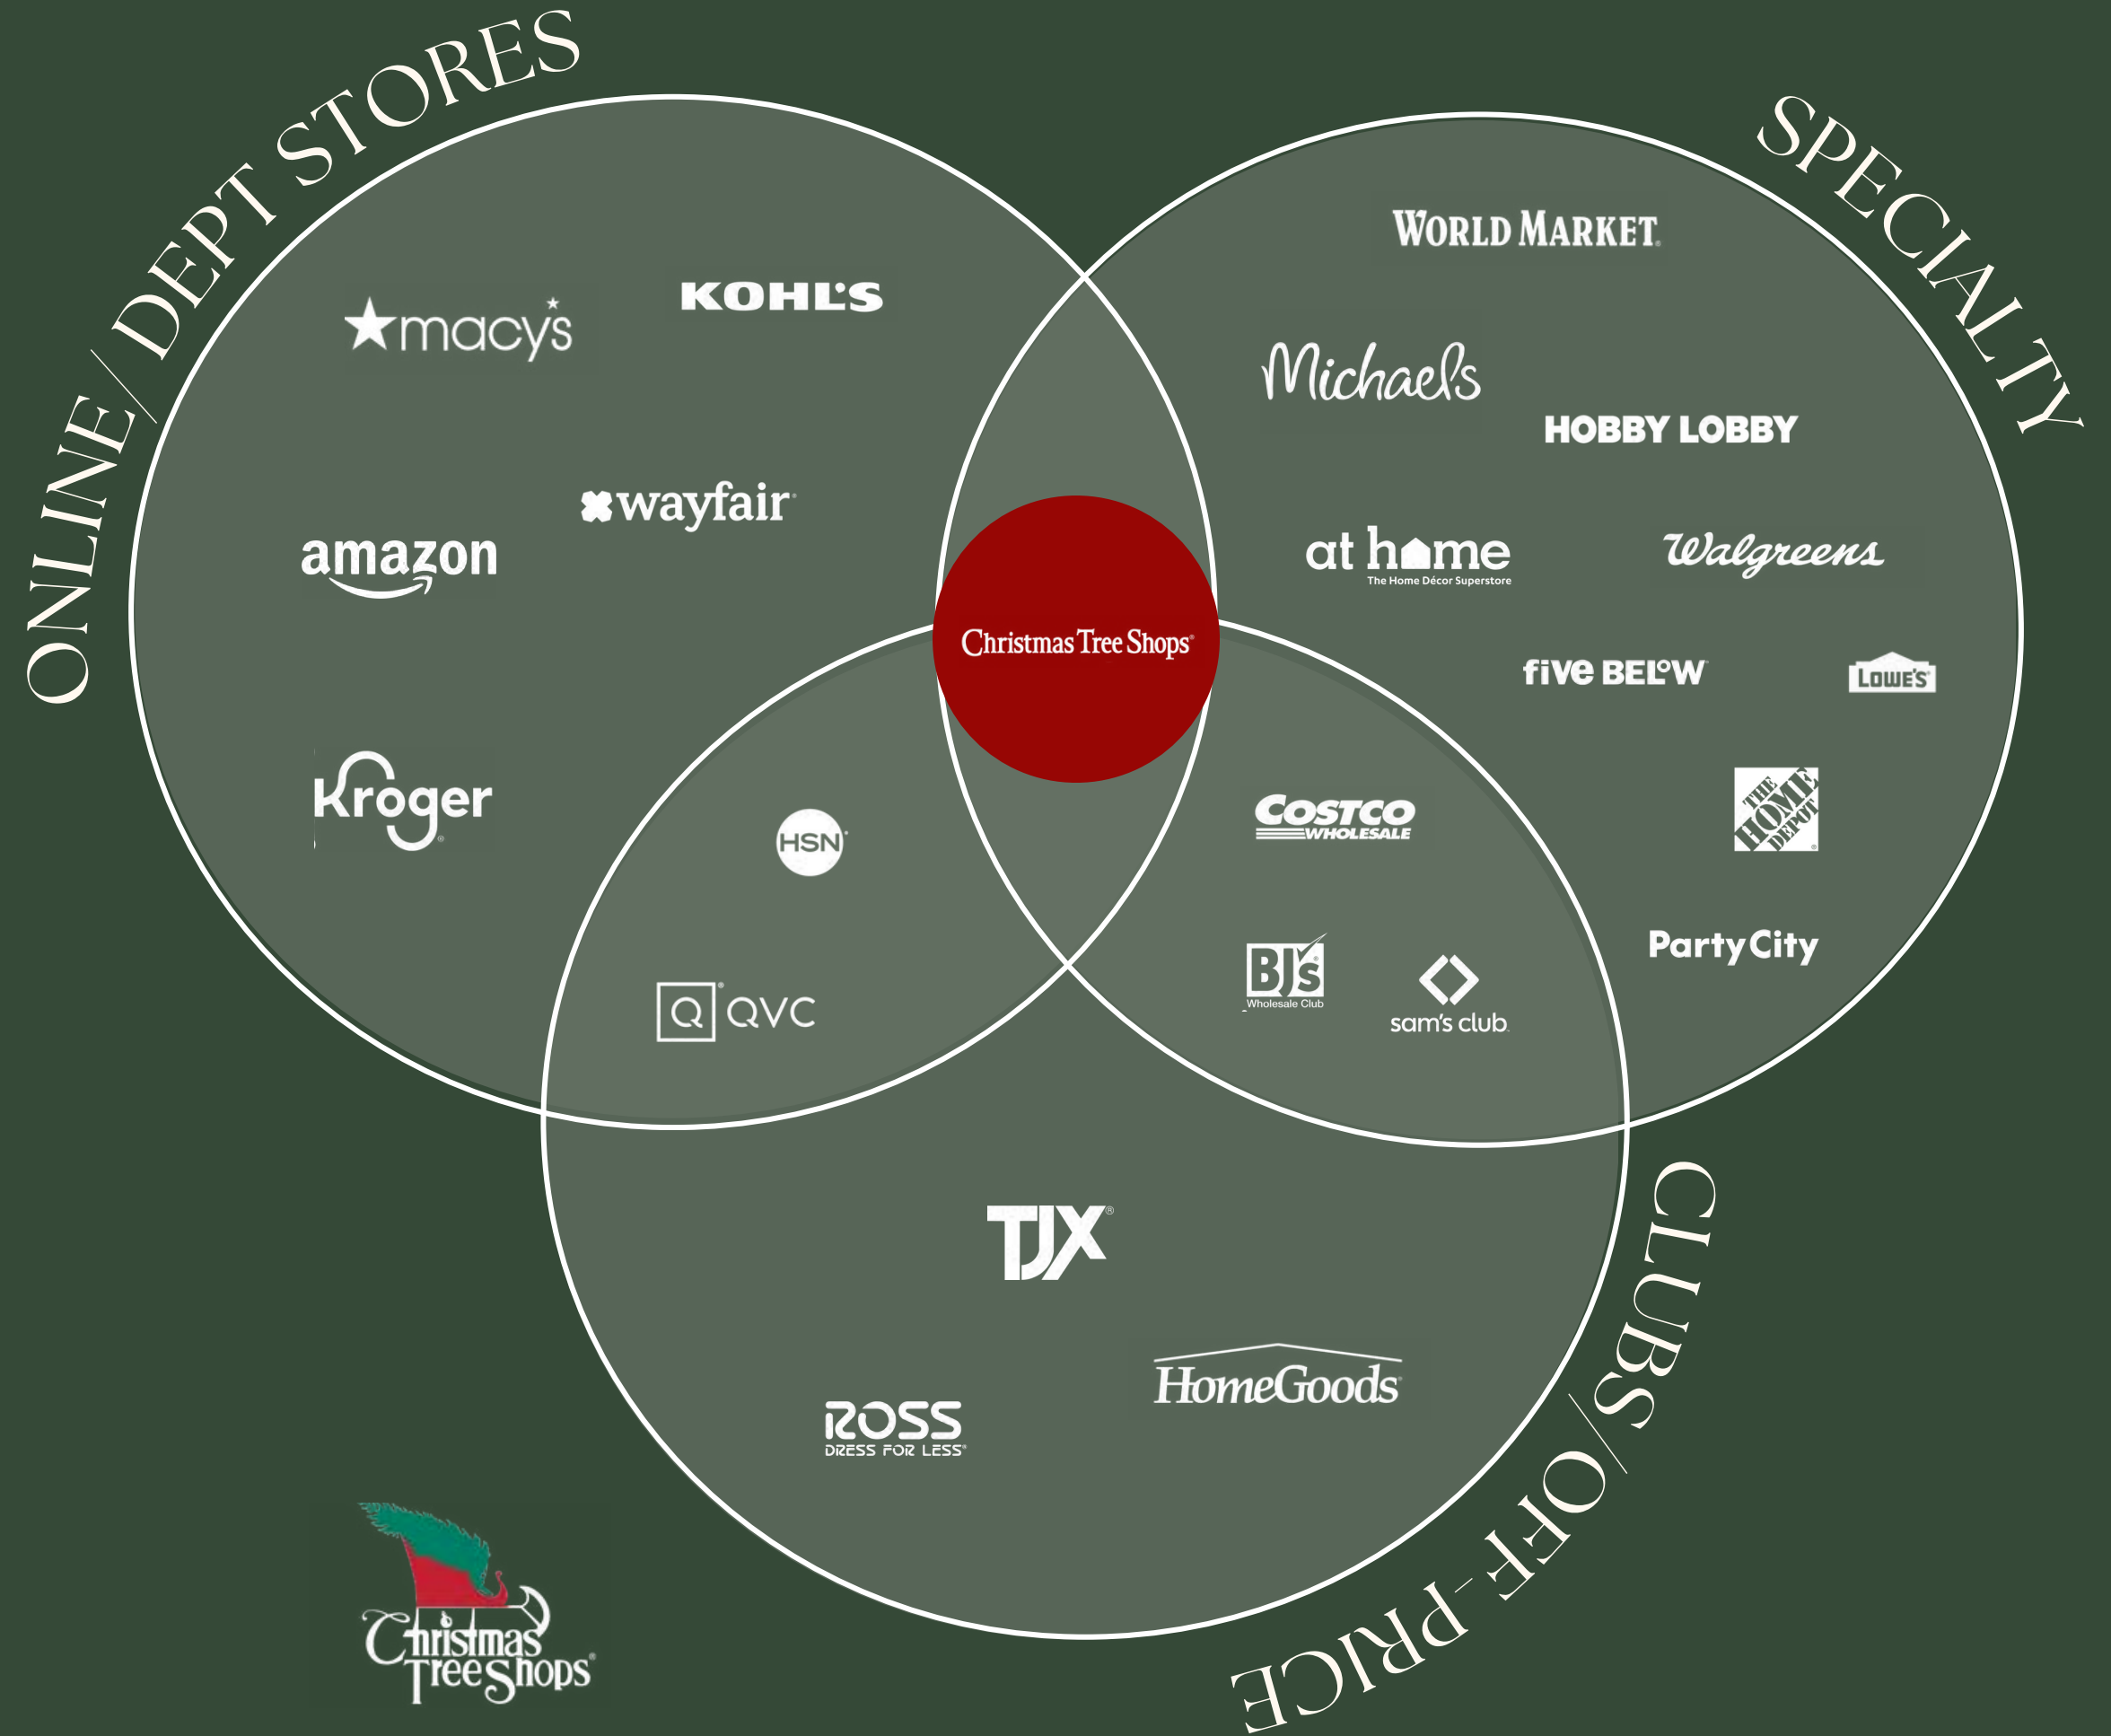 ONLINE/DEPT STORES
SPECIALTY
WORLD MARKET®
KOHL'S
macy's
Michaels
HOBBY LOBBY
wayfair®
amazon
at home
The Home Décor Superstore
Walgreens
Christmas Tree Shops®
five BELOW
LOWE'S
kroger®
HSN®
COSTCO
WHOLESALE
THE
HOME
DEPOT®
Party City
BJ's®
Wholesale Club
sam's club
Q® QVC
CLUBS/OFF-PRICE
TJX®
HomeGoods
ROSS
DRESS FOR LESS®
Christmas
Tree Shops®